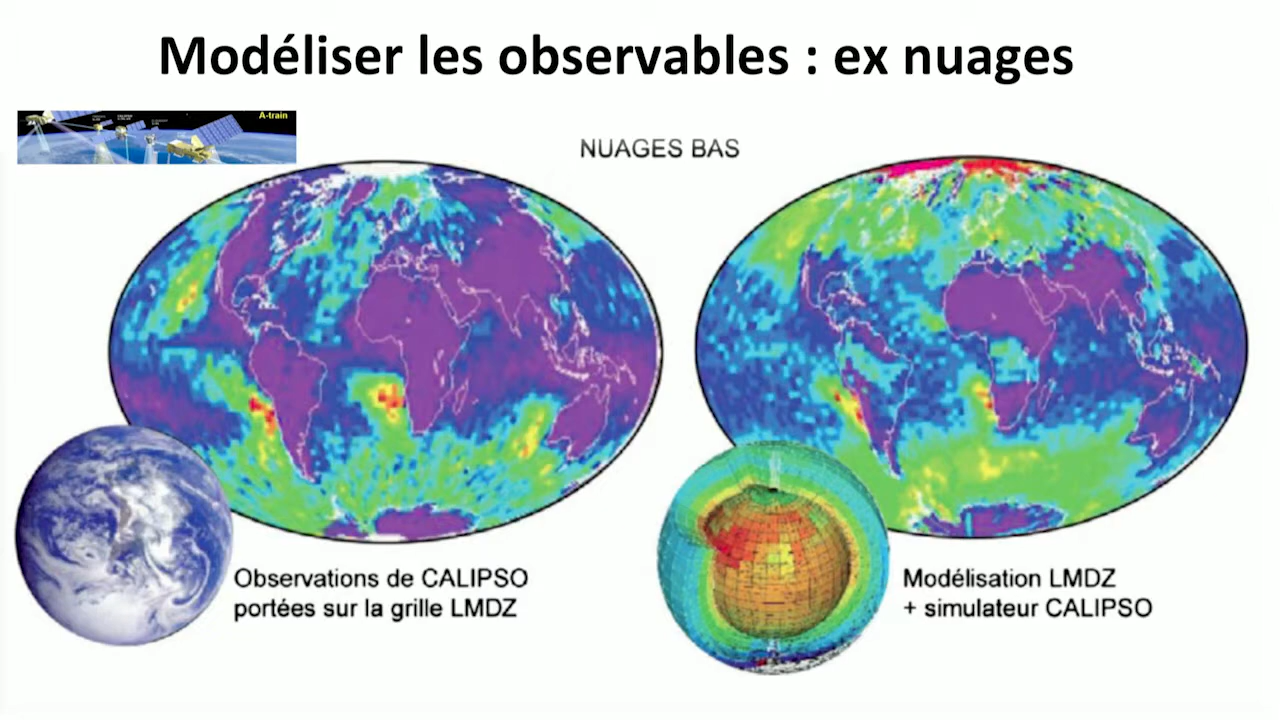 Modéliser les observables : ex nuages
A-train
NUAGES BAS
Observations de CALIPSO
portées sur la grille LMDZ
Modélisation LMDZ
+ simulateur CALIPSO